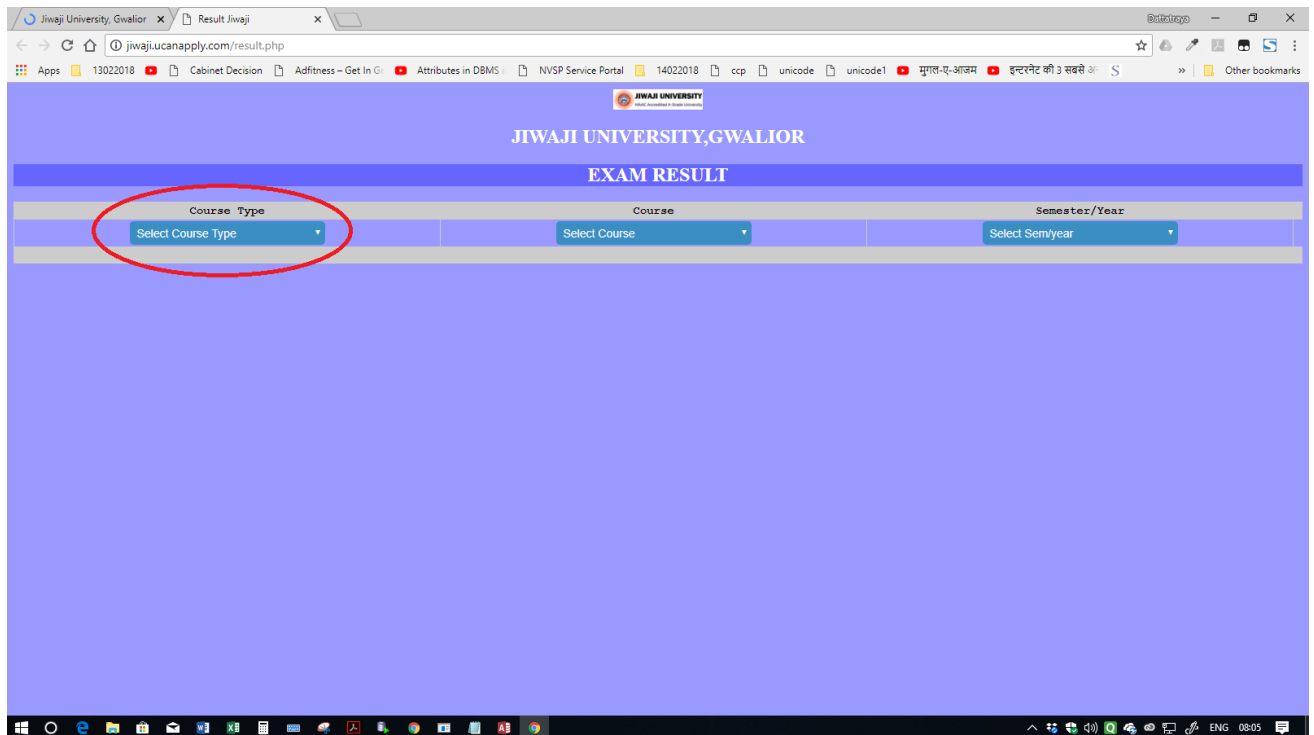 Jiwaji University, Gwalior
Result Jiwaji
jiwaji.ucanapply.com/result.php
Apps 13022018 Cabinet Decision Adfitness – Get In G Attributes in DBMS NVSP Service Portal 14022018 ccp unicode unicode1 मुगल-ए-आजम इन्टरनेट की 3 सबसे S » Other bookmarks
JIWAJI UNIVERSITY
JIWAJI UNIVERSITY,GWALIOR
EXAM RESULT
Course Type Course Semester/Year
Select Course Type Select Course Select Sem/year
ENG 08:05